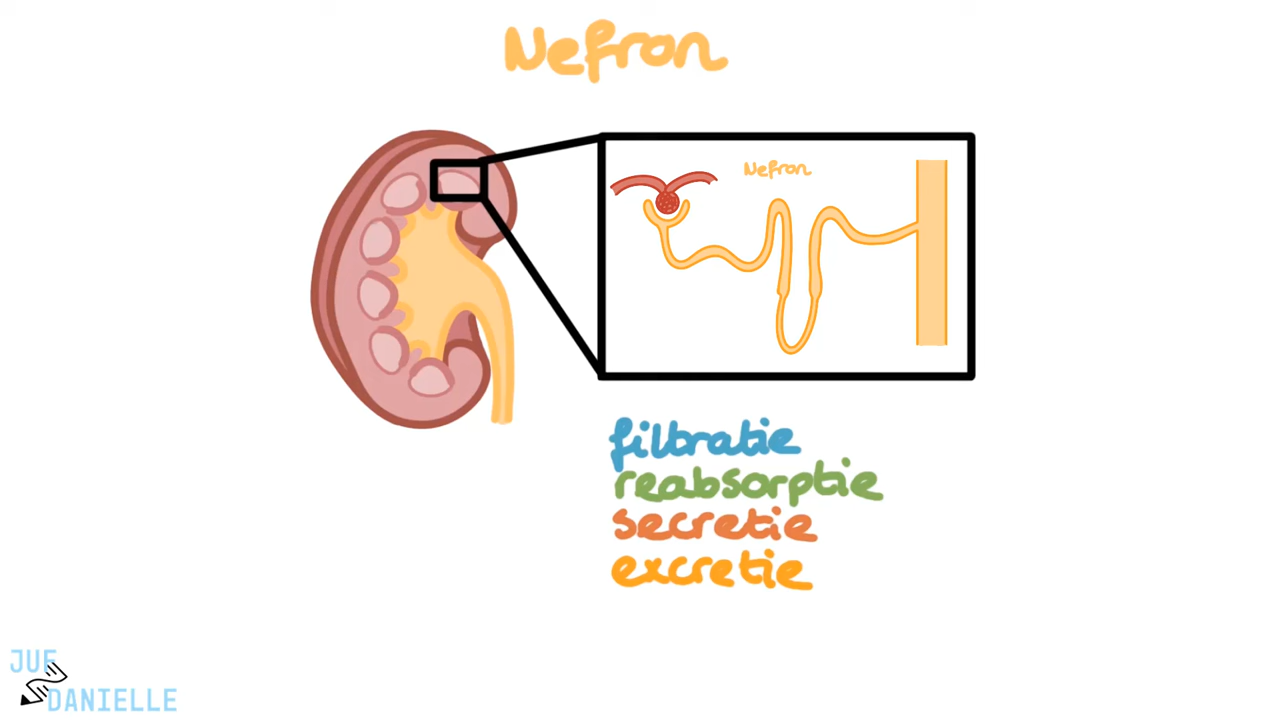 Nefron
Nefron
filtratie
reabsorptie
secretie
excretie
JUF
DANIELLE